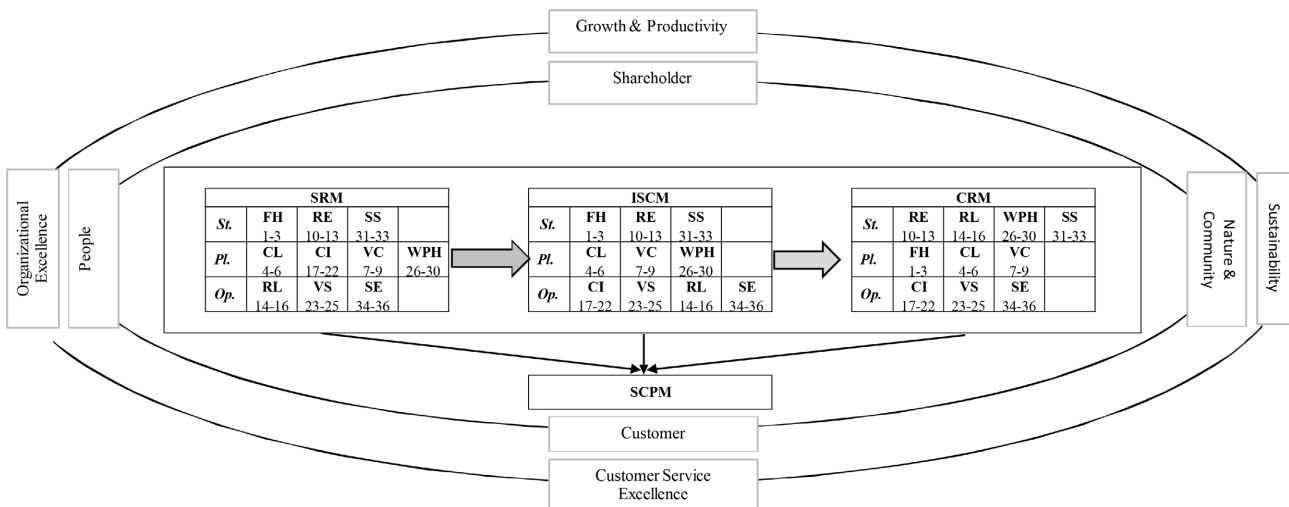 Growth & Productivity
Shareholder
Organizational
Excellence
People
SRM
St. FH RE SS
1-3 10-13 31-33
Pl. CL CI VC WPH
4-6 17-22 7-9 26-30
Op. RL VS SE
14-16 23-25 34-36
ISCM
St. FH RE SS
1-3 10-13 31-33
Pl. CL VC WPH
4-6 7-9 26-30
Op. CI VS RL SE
17-22 23-25 14-16 34-36
CRM
St. RE RL WPH SS
10-13 14-16 26-30 31-33
Pl. FH CL VC
1-3 4-6 7-9
Op. CI VS SE
17-22 23-25 34-36
Nature &
Community
Sustainability
SCPM
Customer
Customer Service
Excellence